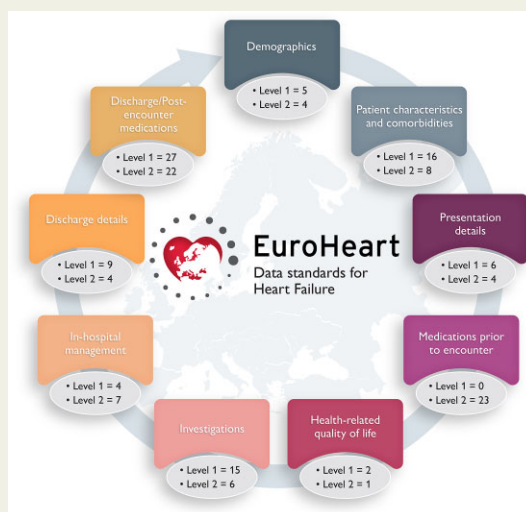 Demographics
• Level 1 = 5
• Level 2 = 4
Patient characteristics
and comorbidities
• Level 1 = 16
• Level 2 = 8
Presentation
details
• Level 1 = 6
• Level 2 = 4
Medications prior
to encounter
• Level 1 = 0
• Level 2 = 23
Health-related
quality of life
• Level 1 = 2
• Level 2 = 1
Investigations
• Level 1 = 15
• Level 2 = 6
In-hospital
management
• Level 1 = 4
• Level 2 = 7
Discharge details
• Level 1 = 9
• Level 2 = 4
Discharge/Post-
encounter
medications
• Level 1 = 27
• Level 2 = 22
EuroHeart
Data standards for
Heart Failure